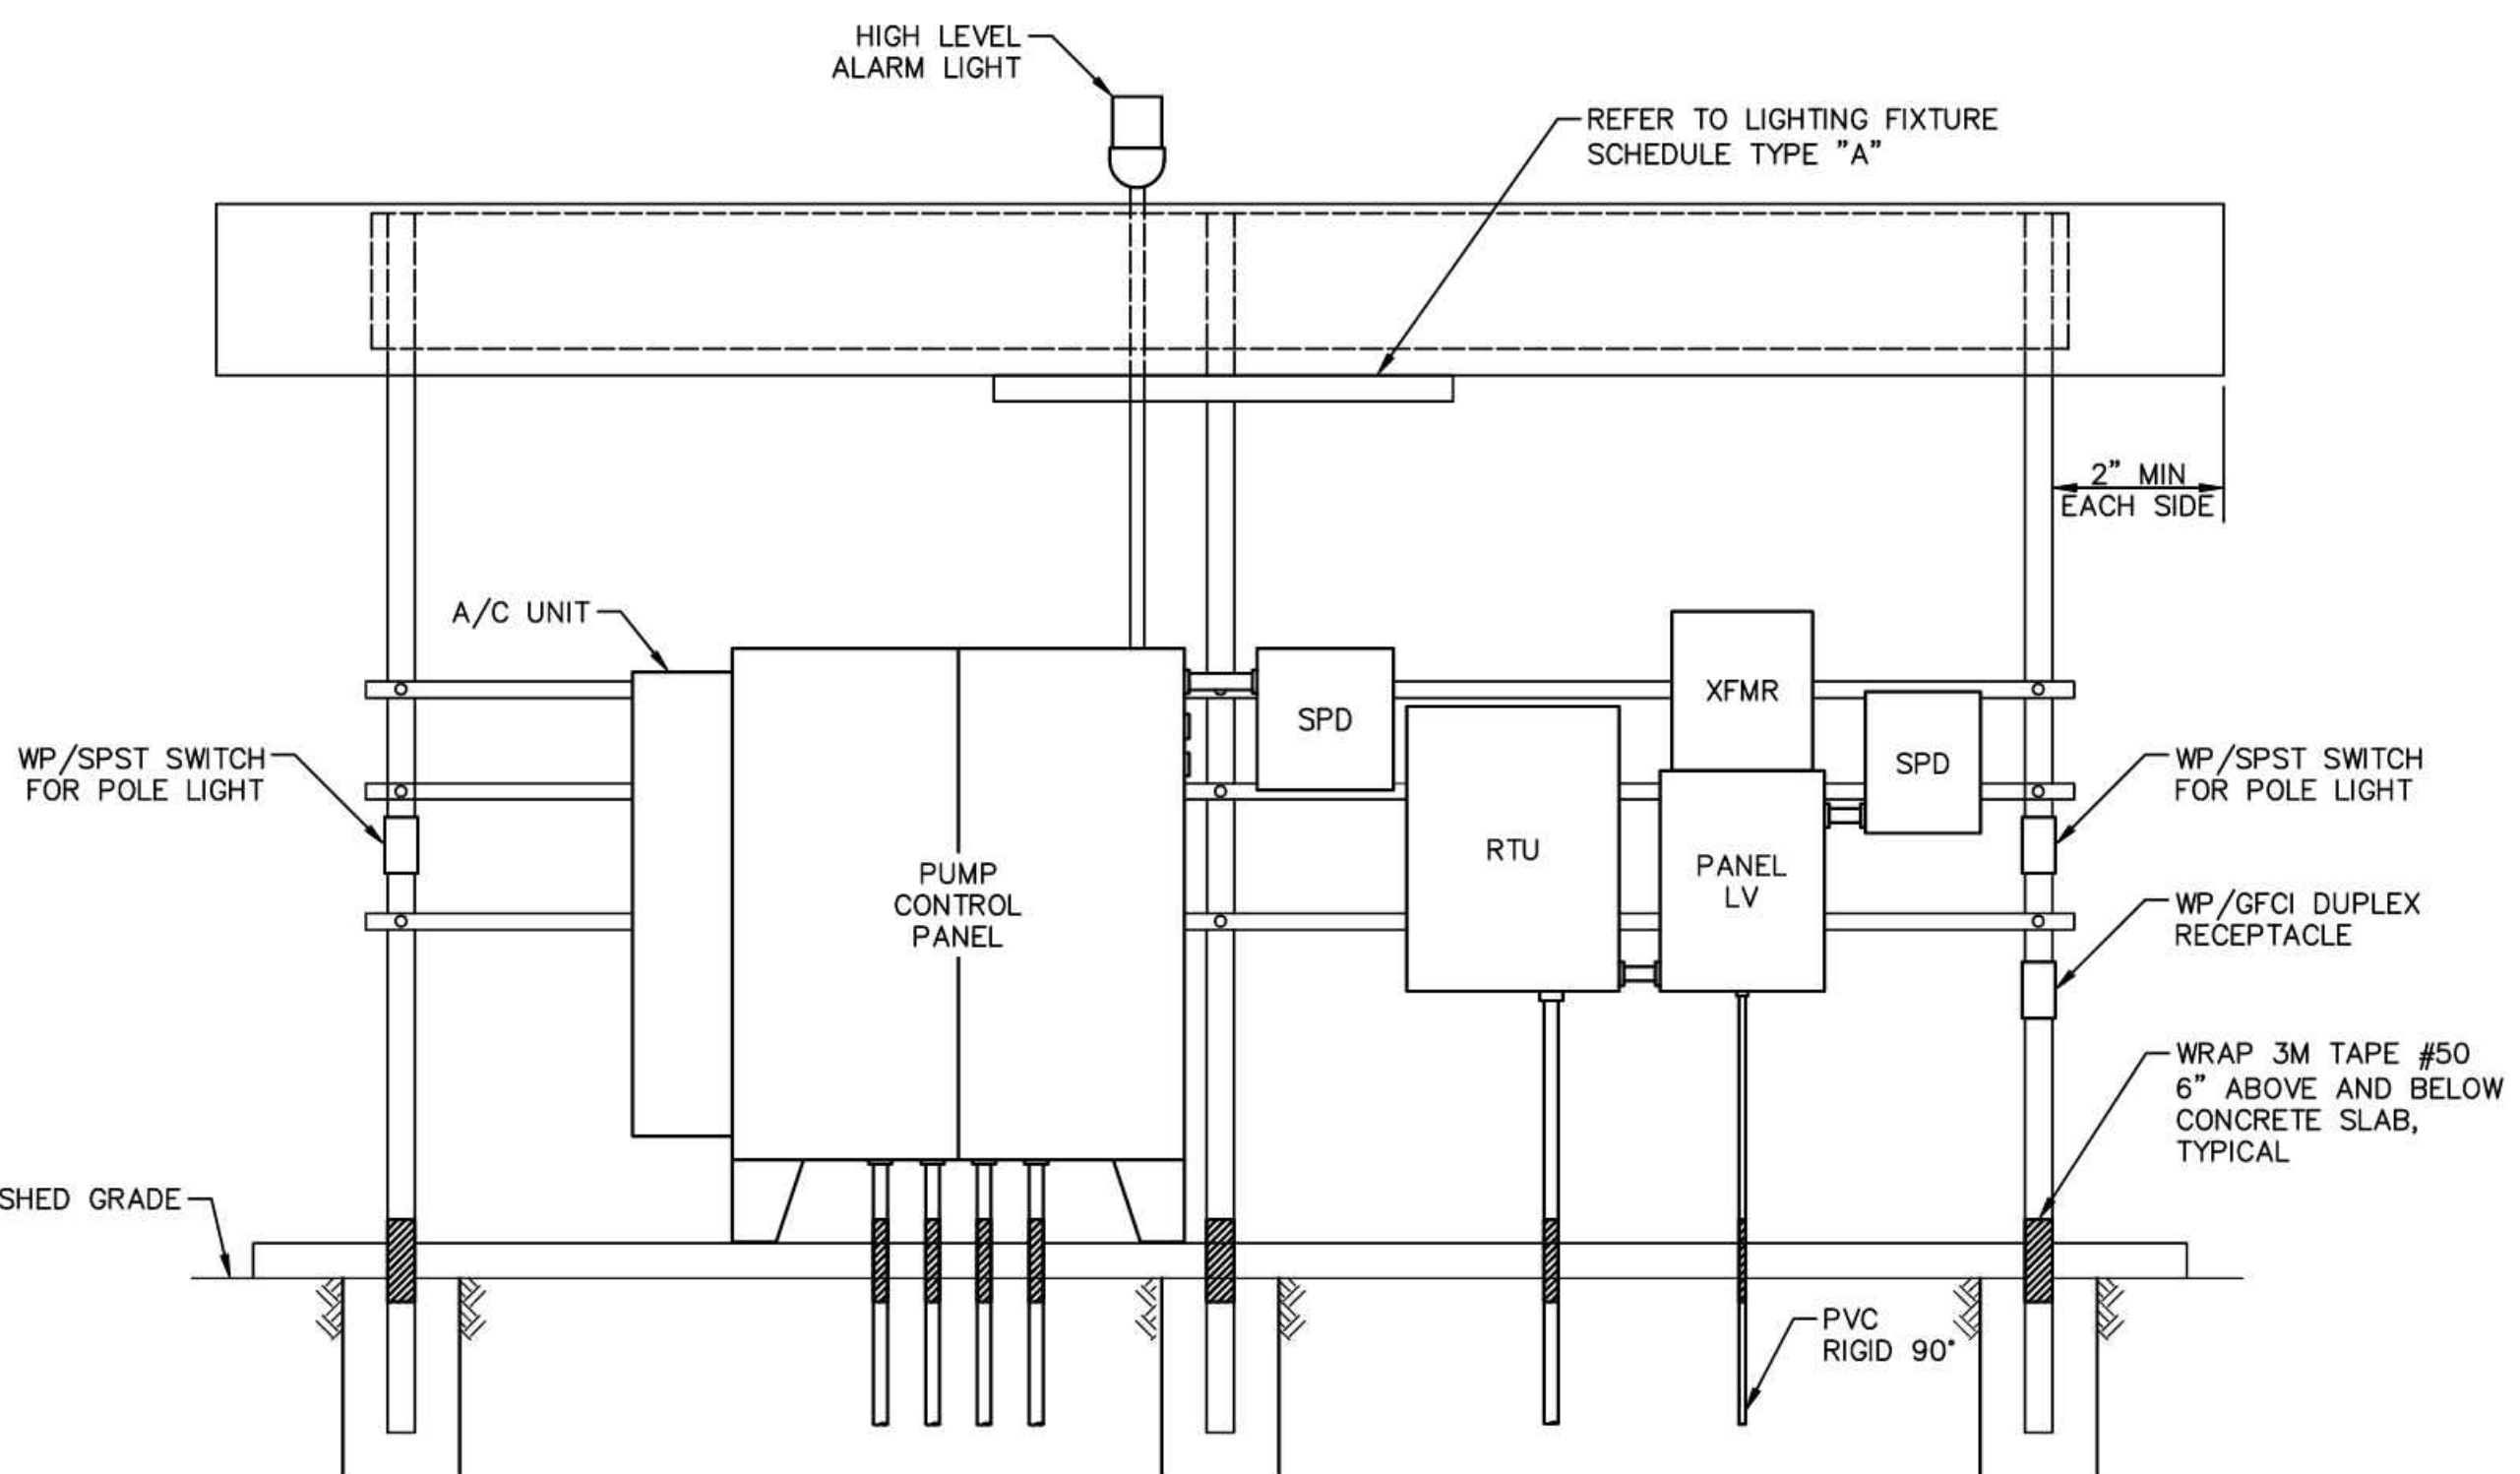 HIGH LEVEL
ALARM LIGHT
REFER TO LIGHTING FIXTURE
SCHEDULE TYPE "A"
2" MIN
EACH SIDE
A/C UNIT
WP/SPST SWITCH
FOR POLE LIGHT
SPD
XFMR
SPD
WP/SPST SWITCH
FOR POLE LIGHT
RTU
PANEL
LV
PUMP
CONTROL
PANEL
WP/GFCI DUPLEX
RECEPTACLE
WRAP 3M TAPE #50
6" ABOVE AND BELOW
CONCRETE SLAB,
TYPICAL
SHED GRADE
PVC
RIGID 90°